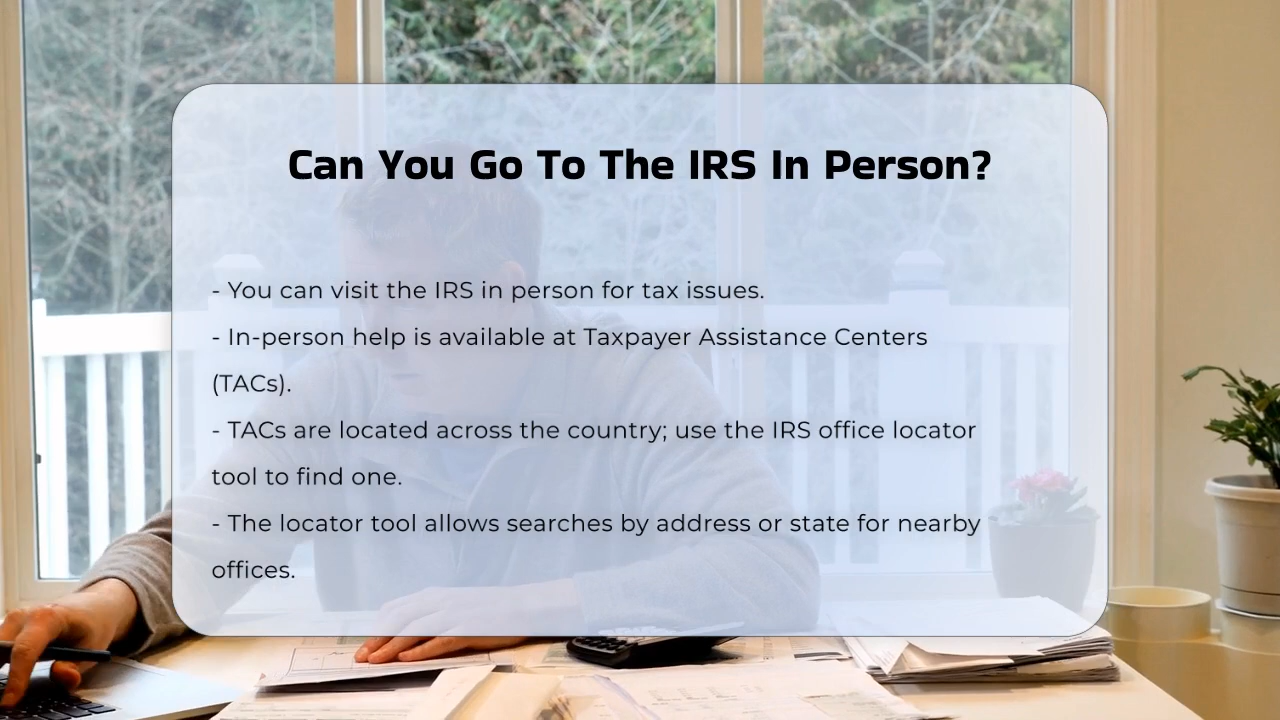 Can You Go To The IRS In Person?
- You can visit the IRS in person for tax issues.
- In-person help is available at Taxpayer Assistance Centers
(TACs).
- TACs are located across the country; use the IRS office locator
tool to find one.
- The locator tool allows searches by address or state for nearby
offices.